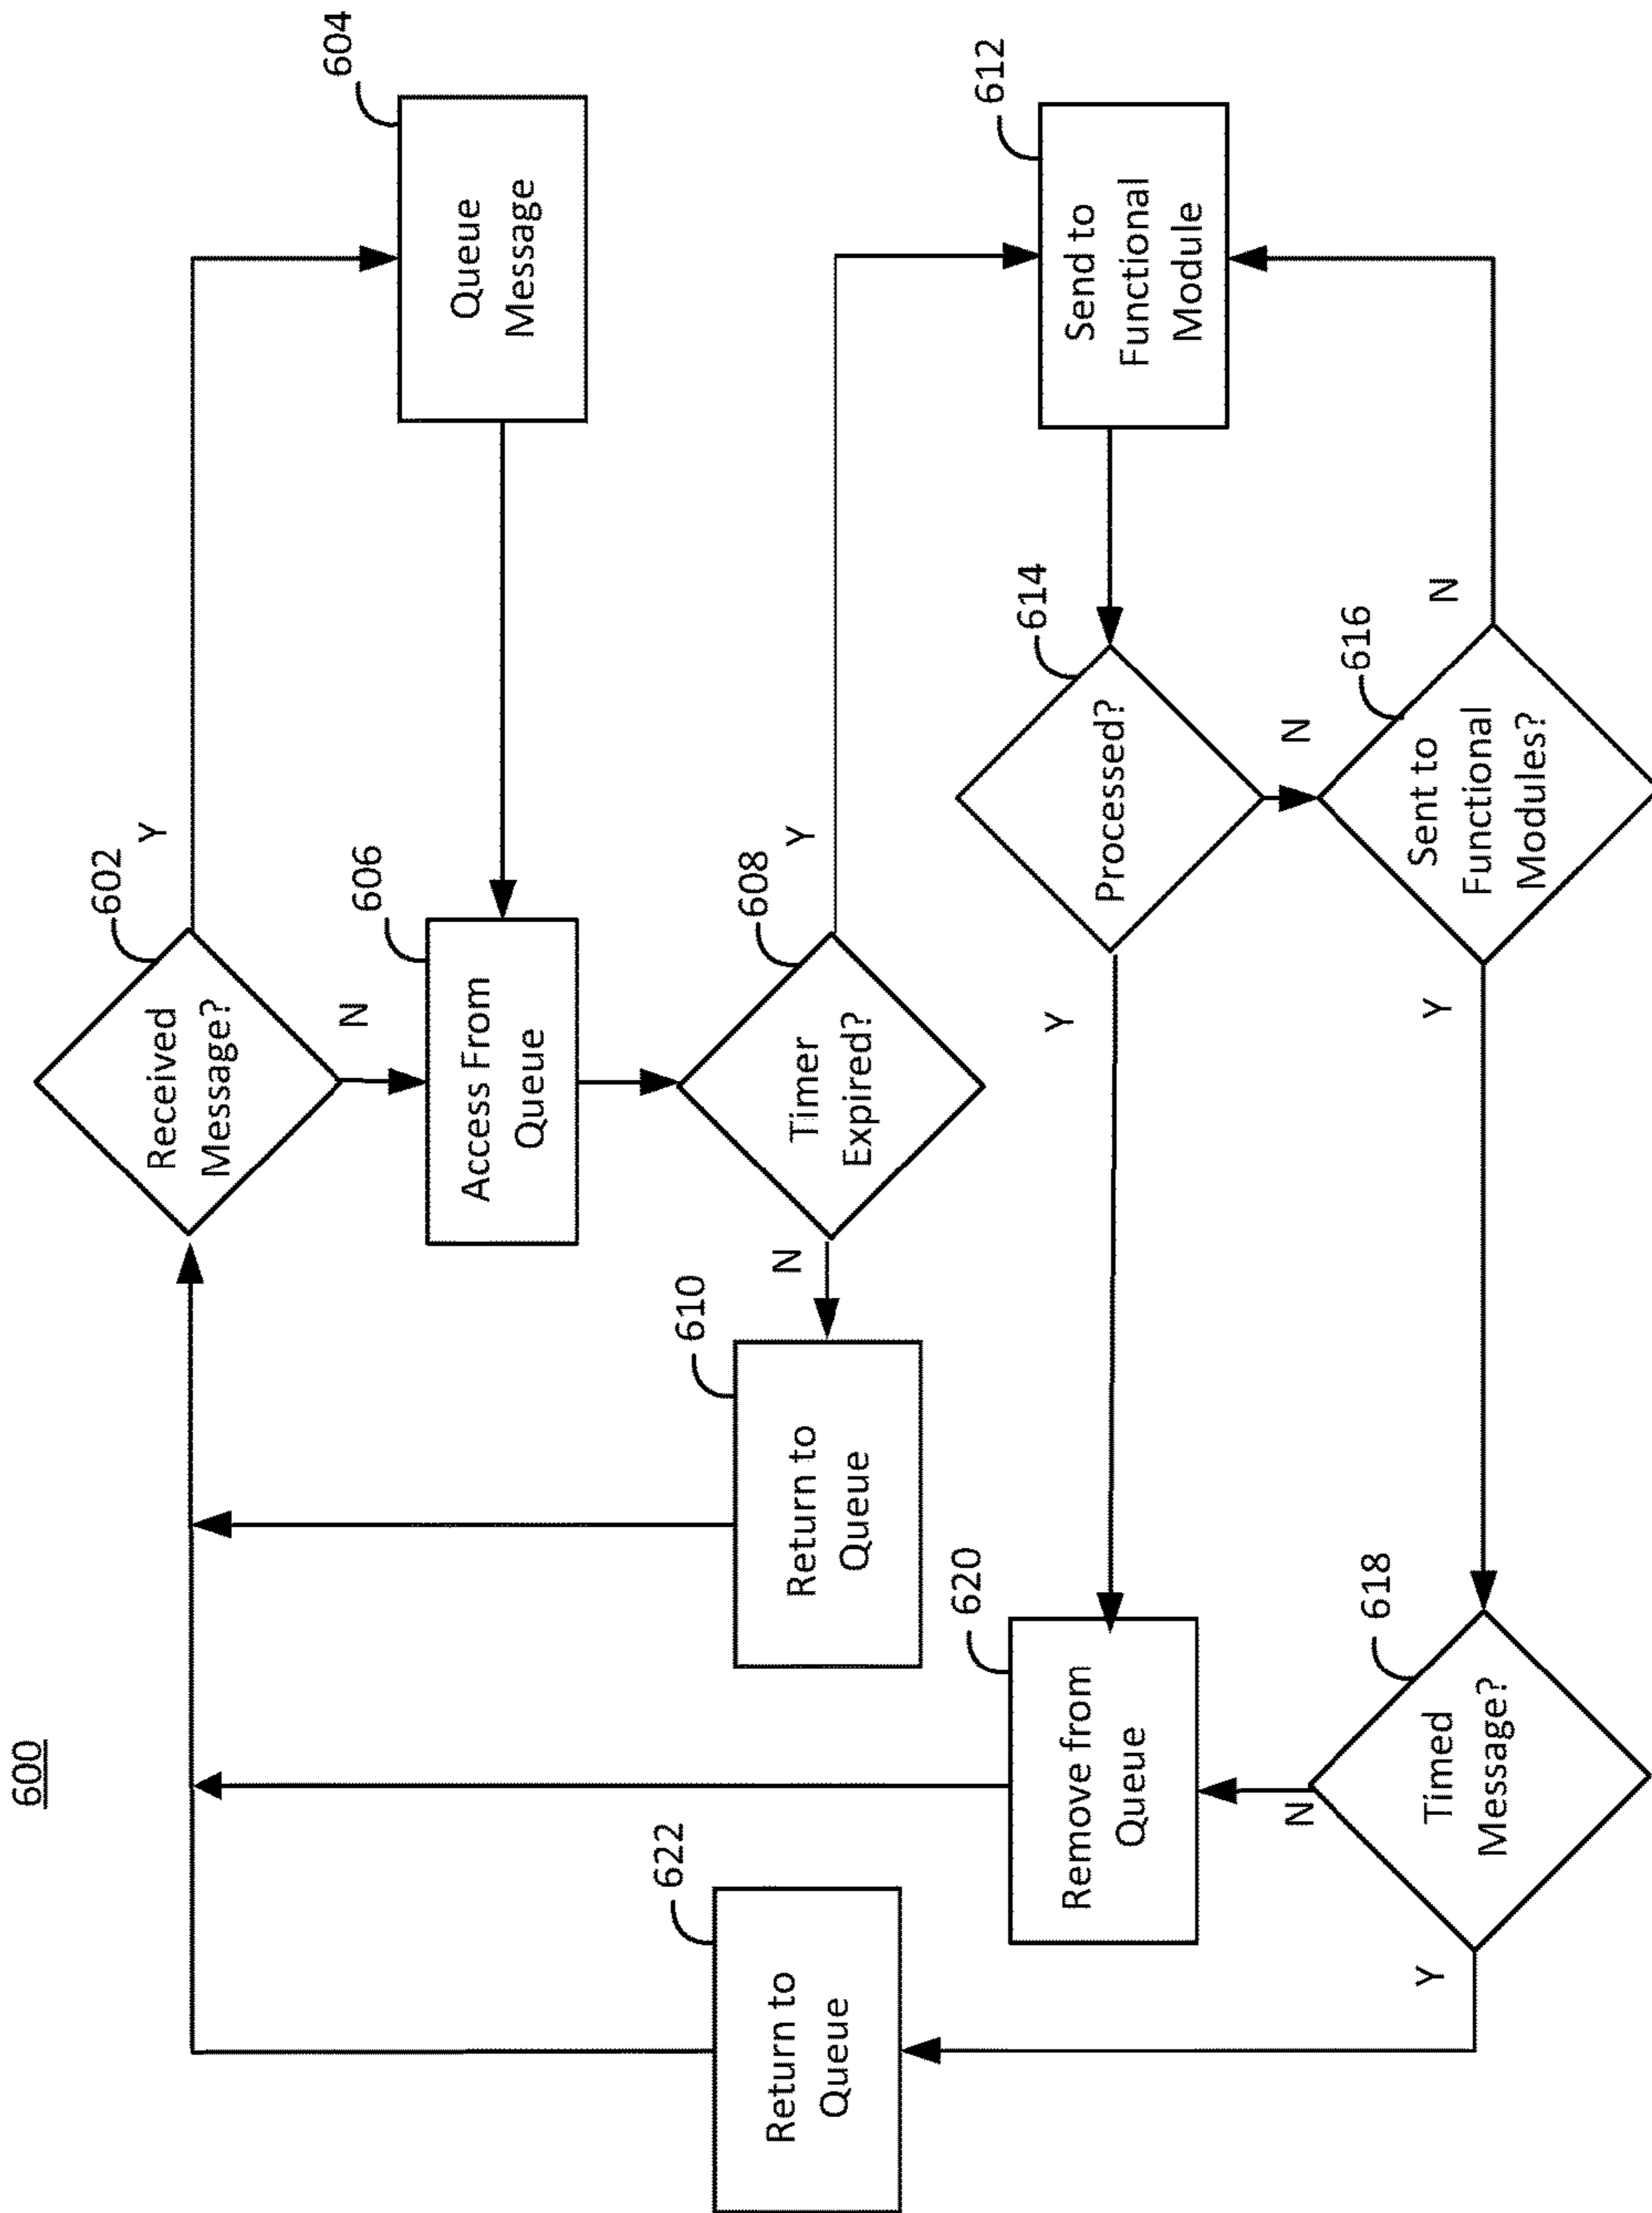 600
602
Received
Message?
Y
N
604
Queue
Message
606
Access From
Queue
608
Timer
Expired?
Y
N
610
Return to
Queue
612
Send to
Functional
Module
614
Processed?
Y
N
616
Sent to
Functional
Modules?
N
Y
618
Timed
Message?
N
Y
620
Remove from
Queue
622
Return to
Queue